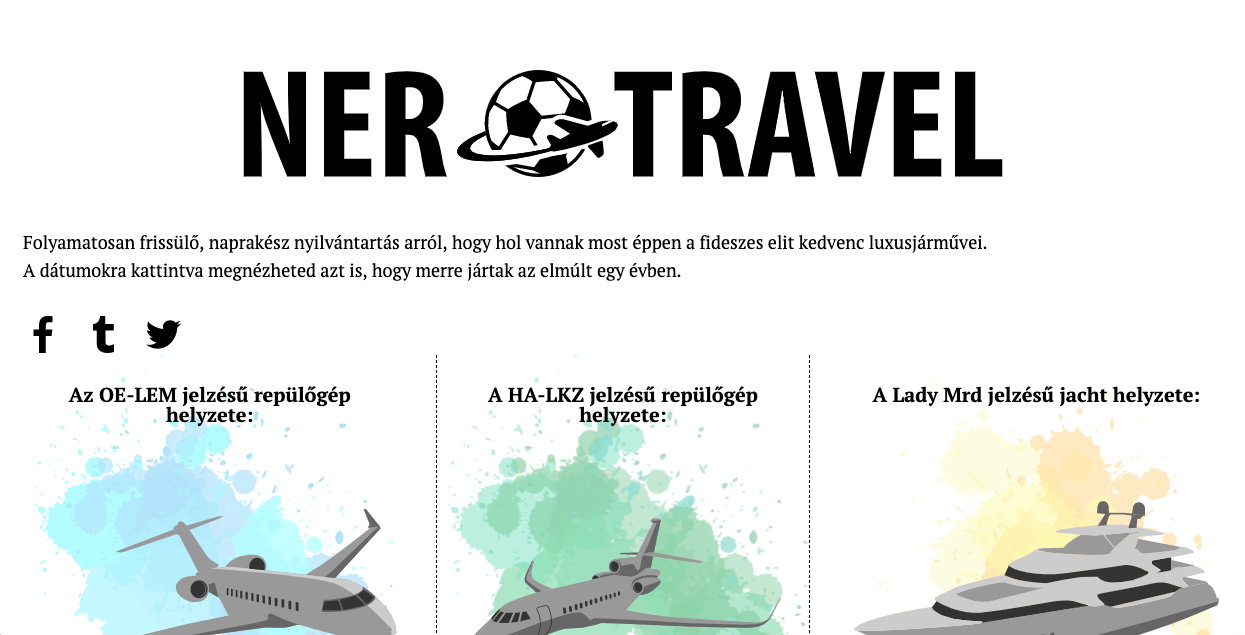 NER TRAVEL
Folyamatosan frissülő, naprakész nyilvántartás arról, hogy hol vannak most éppen a fideszes elit kedvenc luxusjárművei.
A dátumokra kattintva megnézheted azt is, hogy merre jártak az elmúlt egy évben.
Az OE-LEM jelzésű repülőgép
helyzete:
A HA-LKZ jelzésű repülőgép
helyzete:
A Lady Mrd jelzésű jacht helyzete: